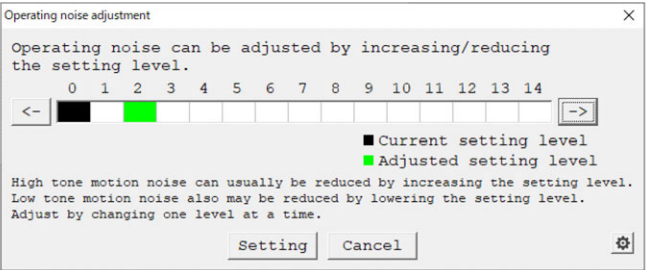 Operating noise adjustment
Operating noise can be adjusted by increasing/reducing
the setting level.
0 1 2 3 4 5 6 7 8 9 10 11 12 13 14
<- ->
Current setting level
Adjusted setting level
High tone motion noise can usually be reduced by increasing the setting level.
Low tone motion noise also may be reduced by lowering the setting level.
Adjust by changing one level at a time.
Setting Cancel